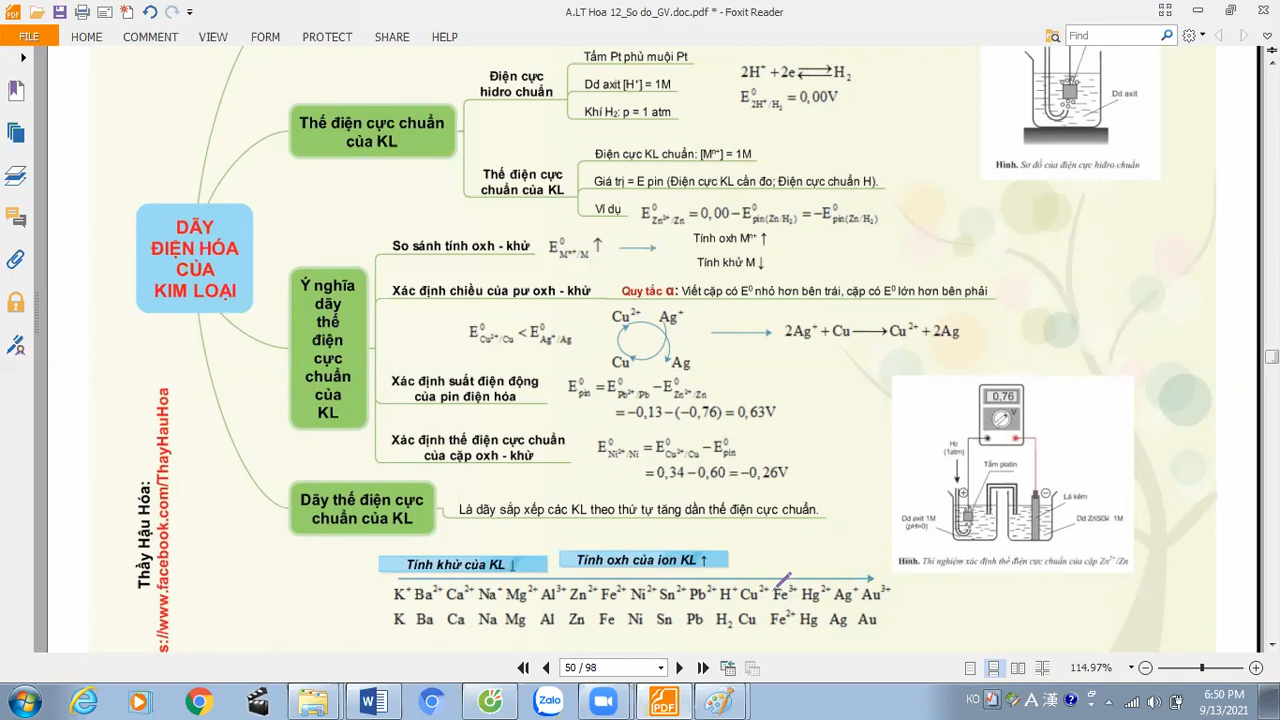 A.LT Hoa 12_So do_GV.doc.pdf * - Foxit Reader
FILE HOME COMMENT VIEW FORM PROTECT SHARE HELP
Find
DÃY
ĐIỆN HÓA
CỦA
KIM LOẠI
Thế điện cực chuẩn
của KL
Điện cực
hidro chuẩn
Tấm Pt phủ muội Pt
Dd axit [H⁺] = 1M
Khí H₂: p = 1 atm
2H⁺ + 2e ⇌ H₂
E⁰2H⁺/H₂ = 0,00V
Dd axit
Hình. Sơ đồ của điện cực hiđro chuẩn
Thế điện cực
chuẩn của KL
Điện cực KL chuẩn: [Mⁿ⁺] = 1M
Giá trị = E pin (Điện cực KL cần đo; Điện cực chuẩn H).
Ví dụ
E⁰Zn²⁺/Zn = 0,00 − E⁰pin(Zn/H₂) = −E⁰pin(Zn/H₂)
Ý nghĩa
dãy
thế
điện
cực
chuẩn
của
KL
So sánh tính oxh - khử
E⁰Mⁿ⁺/M ↑
Tính oxh Mⁿ⁺ ↑
Tính khử M ↓
Xác định chiều của pư oxh - khử
Quy tắc α: Viết cặp có E⁰ nhỏ hơn bên trái, cặp có E⁰ lớn hơn bên phải
E⁰Cu²⁺/Cu < E⁰Ag⁺/Ag
Cu²⁺ Ag⁺
Cu Ag
2Ag⁺ + Cu → Cu²⁺ + 2Ag
Xác định suất điện động
của pin điện hóa
E⁰pin = E⁰Pb²⁺/Pb − E⁰Zn²⁺/Zn
= −0,13 − (−0,76) = 0,63V
Xác định thế điện cực chuẩn
của cặp oxh - khử
E⁰Ni²⁺/Ni = E⁰Cu²⁺/Cu − E⁰pin
= 0,34 − 0,60 = −0,26V
Dãy thế điện cực
chuẩn của KL
Là dãy sắp xếp các KL theo thứ tự tăng dần thế điện cực chuẩn.
0,76
V
H₂
(1atm)
Tấm platin
Lá kẽm
Dd axit 1M
(pH=0)
Dd ZnSO₄ 1M
Hình. Thí nghiệm xác định thế điện cực chuẩn của cặp Zn²⁺/Zn
Tính khử của KL ↓
Tính oxh của ion KL ↑
K⁺ Ba²⁺ Ca²⁺ Na⁺ Mg²⁺ Al³⁺ Zn²⁺ Fe²⁺ Ni²⁺ Sn²⁺ Pb²⁺ H⁺ Cu²⁺ Fe³⁺ Hg²⁺ Ag⁺ Au³⁺
K Ba Ca Na Mg Al Zn Fe Ni Sn Pb H₂ Cu Fe²⁺ Hg Ag Au
Thầy Hậu Hóa:
s://www.facebook.com/ThayHauHoa
50 / 98
114.97%
Zalo
PDF
KO
A 漢
6:50 PM
9/13/2021